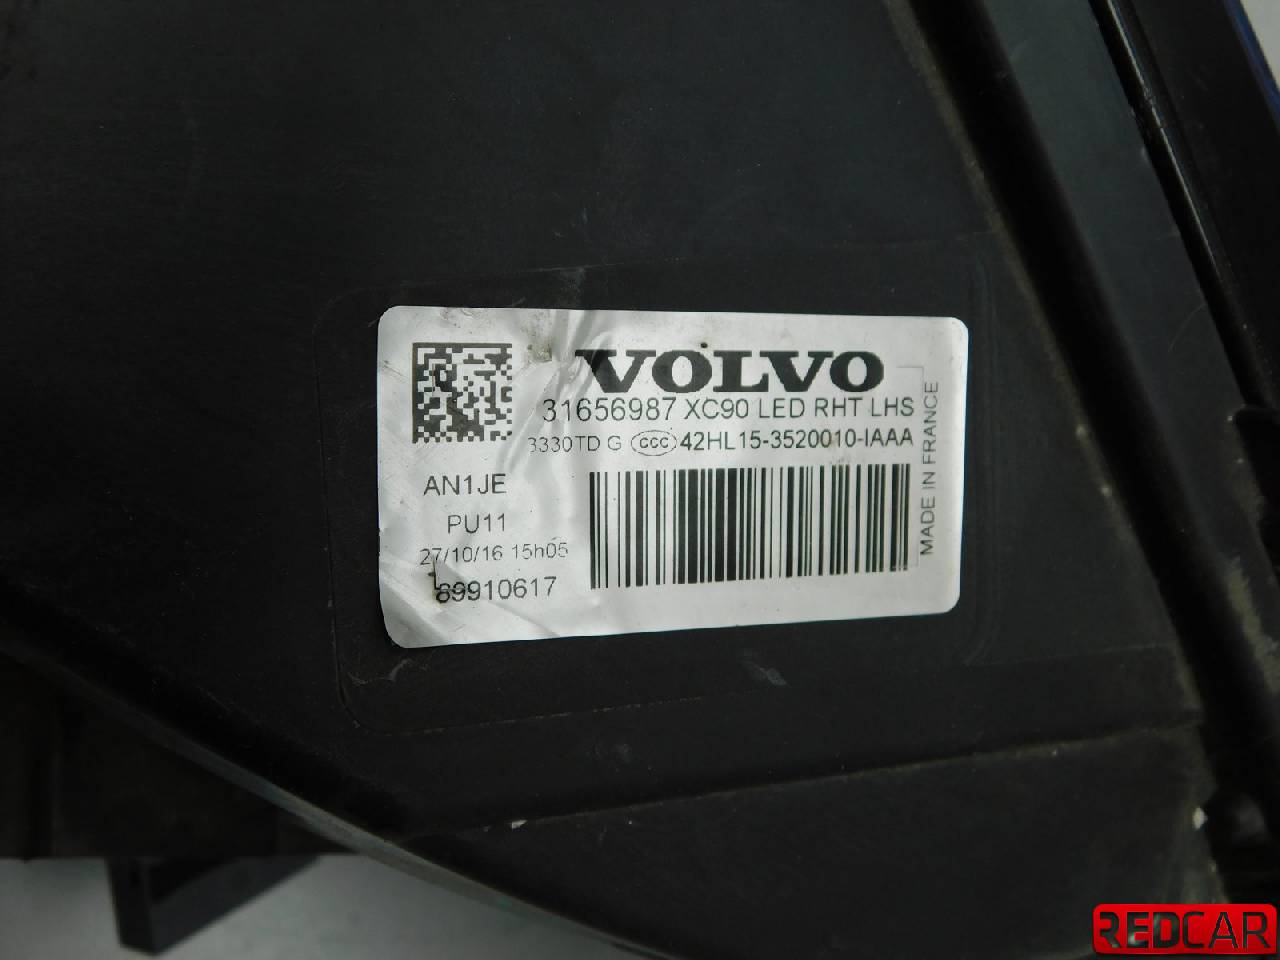 VOLVO
31656987 XC90 LED RHT LHS
3330TD G CCC 42HL15-3520010-IAAA
MADE IN FRANCE
AN1JE
PU11
27/10/16 15h05
89910617
REDCAR